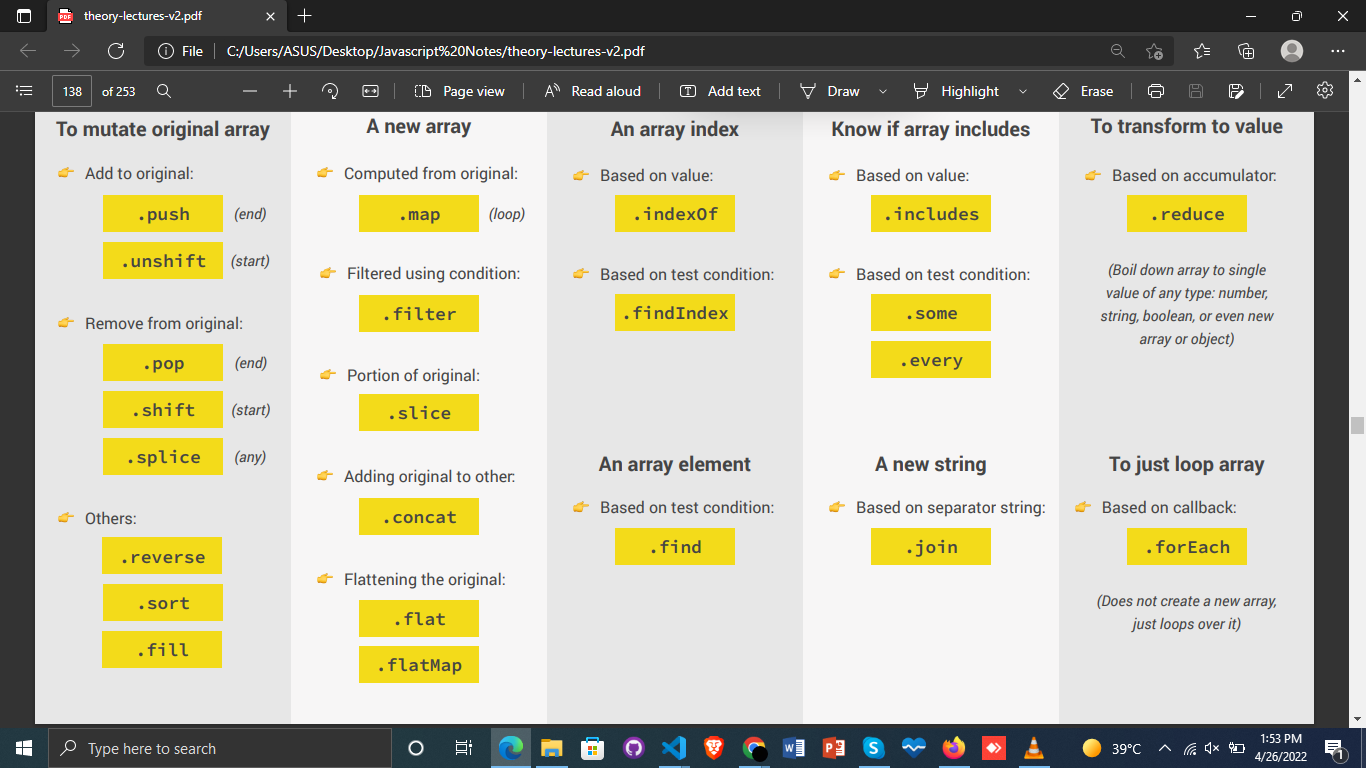 theory-lectures-v2.pdf
File
C:/Users/ASUS/Desktop/Javascript%20Notes/theory-lectures-v2.pdf
138 of 253
Page view
Read aloud
Add text
Draw
Highlight
Erase
To mutate original array
👉 Add to original:
.push (end)
.unshift (start)
👉 Remove from original:
.pop (end)
.shift (start)
.splice (any)
👉 Others:
.reverse
.sort
.fill
A new array
👉 Computed from original:
.map (loop)
👉 Filtered using condition:
.filter
👉 Portion of original:
.slice
👉 Adding original to other:
.concat
👉 Flattening the original:
.flat
.flatMap
An array index
👉 Based on value:
.indexOf
👉 Based on test condition:
.findIndex
An array element
👉 Based on test condition:
.find
Know if array includes
👉 Based on value:
.includes
👉 Based on test condition:
.some
.every
A new string
👉 Based on separator string:
.join
To transform to value
👉 Based on accumulator:
.reduce
(Boil down array to single
value of any type: number,
string, boolean, or even new
array or object)
To just loop array
👉 Based on callback:
.forEach
(Does not create a new array,
just loops over it)
Type here to search
39°C
1:53 PM
4/26/2022
1